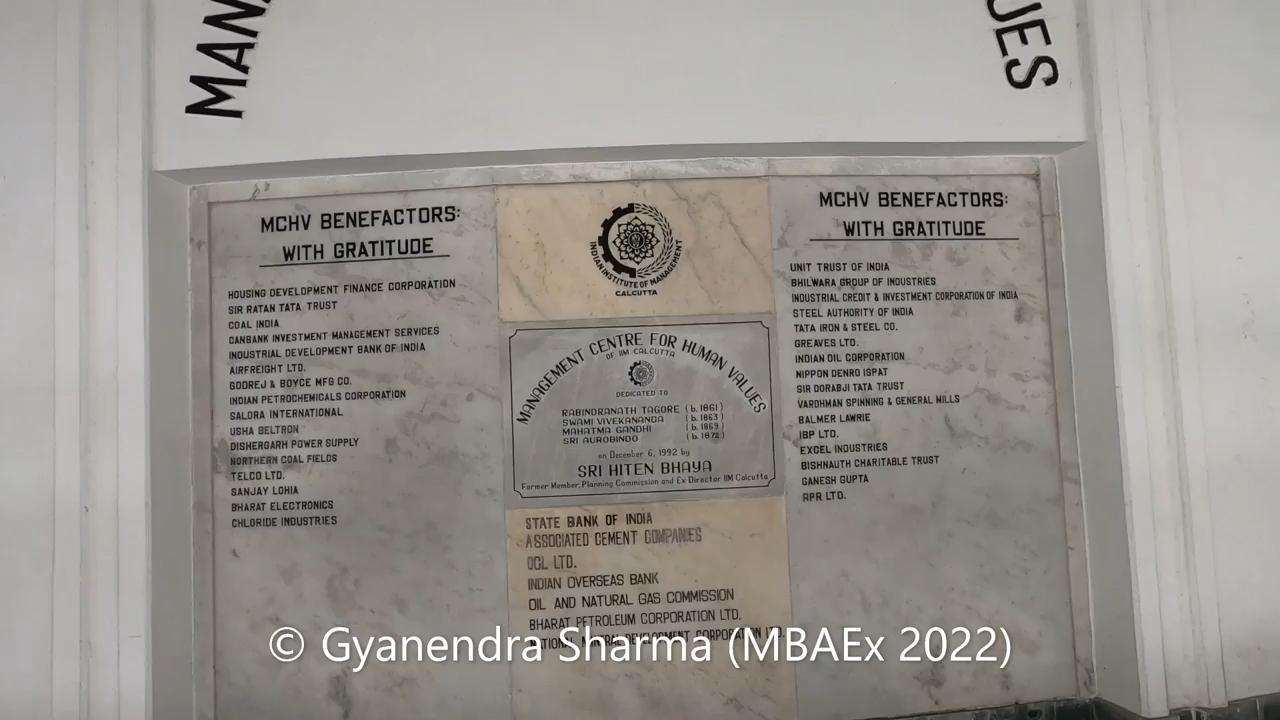 MCHV BENEFACTORS:
WITH GRATITUDE
HOUSING DEVELOPMENT FINANCE CORPORATION
SIR RATAN TATA TRUST
COAL INDIA
CANBANK INVESTMENT MANAGEMENT SERVICES
INDUSTRIAL DEVELOPMENT BANK OF INDIA
AIRFREIGHT LTD.
GODREJ & BOYCE MFG CO.
INDIAN PETROCHEMICALS CORPORATION
SALORA INTERNATIONAL
USHA BELTRON
DISHERGARH POWER SUPPLY
NORTHERN COAL FIELDS
TELCO LTD.
SANJAY LOHIA
BHARAT ELECTRONICS
CHLORIDE INDUSTRIES
INDIAN INSTITUTE OF MANAGEMENT
CALCUTTA
MANAGEMENT CENTRE FOR HUMAN VALUES
OF IIM CALCUTTA
DEDICATED TO
RABINDRANATH TAGORE (b. 1861)
SWAMI VIVEKANANDA (b. 1863)
MAHATMA GANDHI (b. 1869)
SRI AUROBINDO (b. 1872)
on December 6, 1992 by
SRI HITEN BHAYA
Former Member, Planning Commission and Ex Director IIM Calcutta
STATE BANK OF INDIA
ASSOCIATED CEMENT COMPANIES
OCL LTD.
INDIAN OVERSEAS BANK
OIL AND NATURAL GAS COMMISSION
BHARAT PETROLEUM CORPORATION LTD.
NATIONAL MINERAL DEVELOPMENT CORPORATION LTD.
MCHV BENEFACTORS:
WITH GRATITUDE
UNIT TRUST OF INDIA
BHILWARA GROUP OF INDUSTRIES
INDUSTRIAL CREDIT & INVESTMENT CORPORATION OF INDIA
STEEL AUTHORITY OF INDIA
TATA IRON & STEEL CO.
GREAVES LTD.
INDIAN OIL CORPORATION
NIPPON DENRO ISPAT
SIR DORABJI TATA TRUST
VARDHMAN SPINNING & GENERAL MILLS
BALMER LAWRIE
IBP LTD.
EXCEL INDUSTRIES
BISHNAUTH CHARITABLE TRUST
GANESH GUPTA
RPR LTD.
© Gyanendra Sharma (MBAEx 2022)